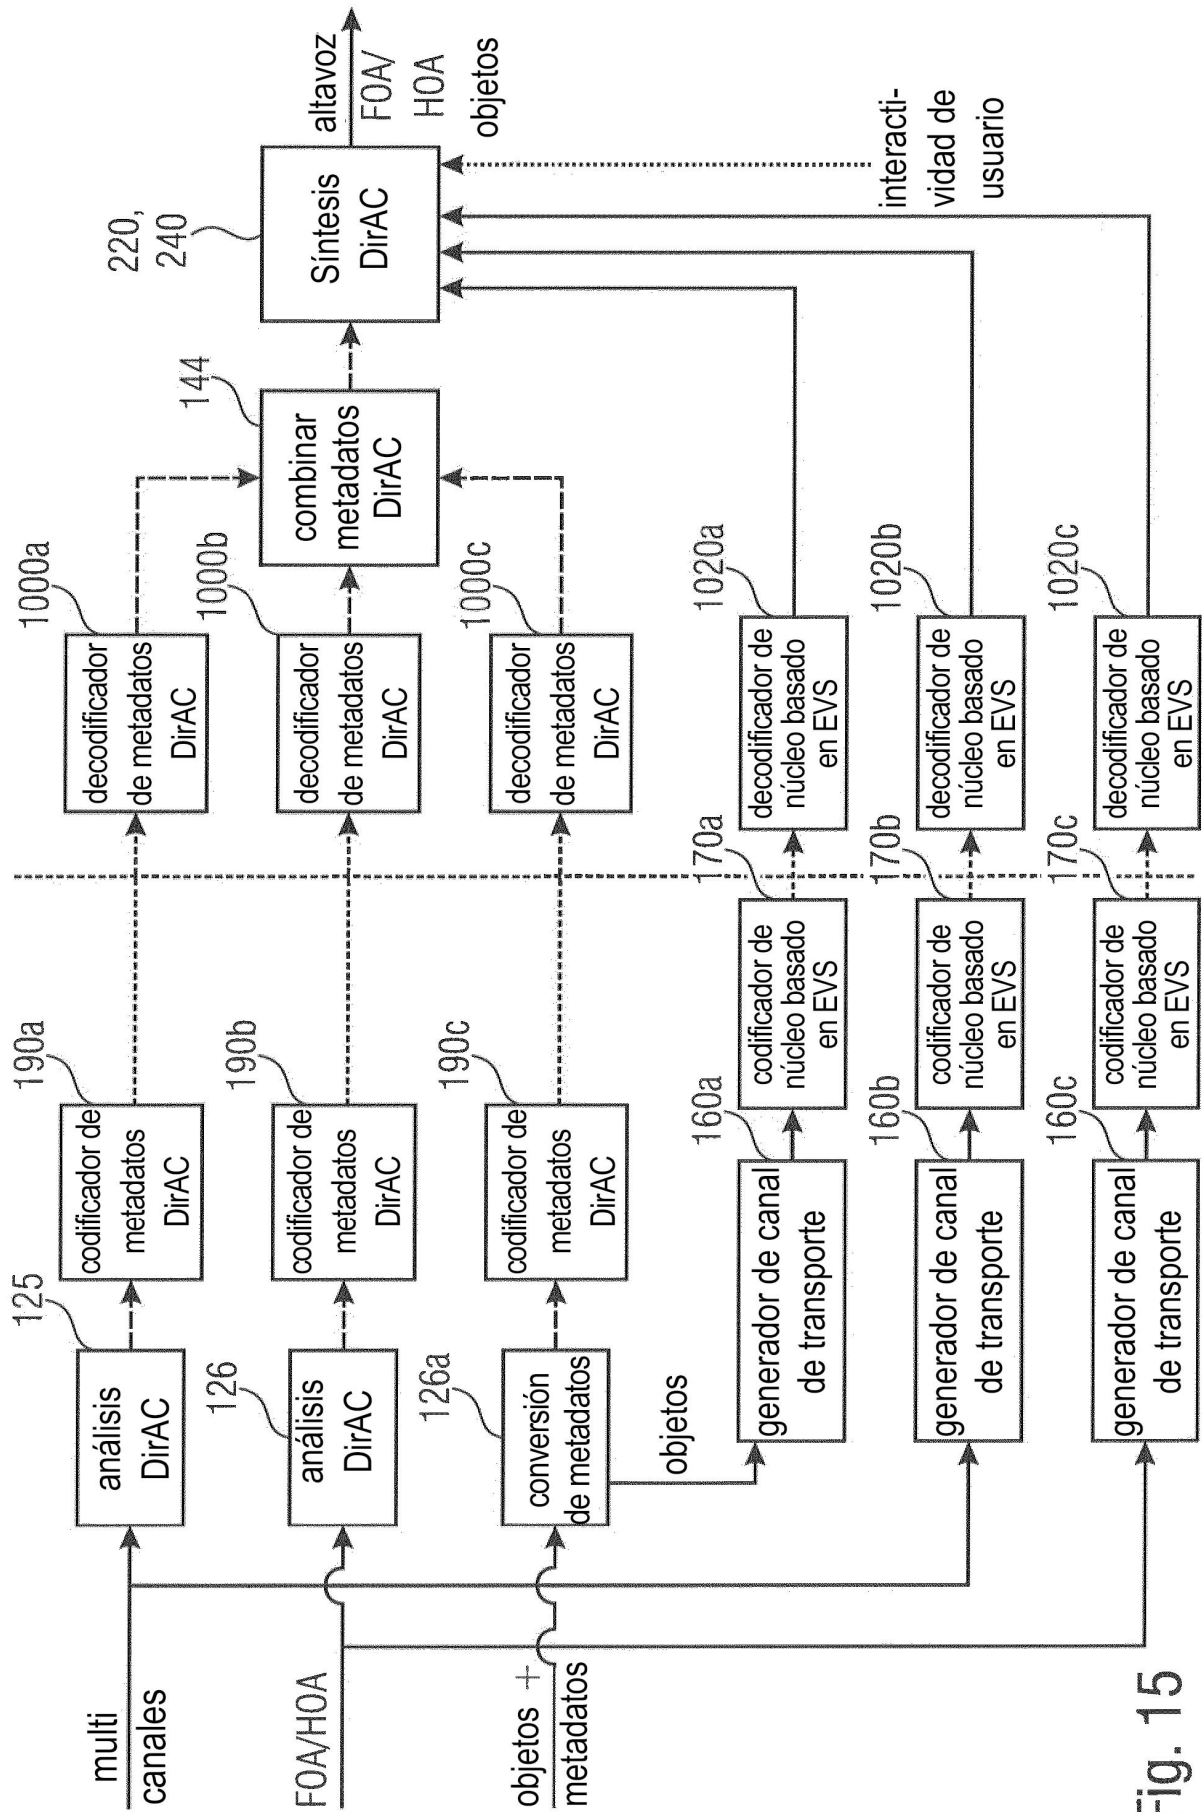 multi
canales
FOA/HOA
objetos +
metadatos
125
análisis
DirAC
126
análisis
DirAC
126a
conversión
de metadatos
objetos
190a
codificador de
metadatos
DirAC
190b
codificador de
metadatos
DirAC
190c
codificador de
metadatos
DirAC
160a
generador de canal
de transporte
160b
generador de canal
de transporte
160c
generador de canal
de transporte
170a
codificador de
núcleo basado
en EVS
170b
codificador de
núcleo basado
en EVS
170c
codificador de
núcleo basado
en EVS
1000a
decodificador
de metadatos
DirAC
1000b
decodificador
de metadatos
DirAC
1000c
decodificador
de metadatos
DirAC
1020a
decodificador de
núcleo basado
en EVS
1020b
decodificador de
núcleo basado
en EVS
1020c
decodificador de
núcleo basado
en EVS
144
combinar
metadatos
DirAC
220,
240
Síntesis
DirAC
altavoz
FOA/
HOA
objetos
interacti-
vidad de
usuario
Fig. 15